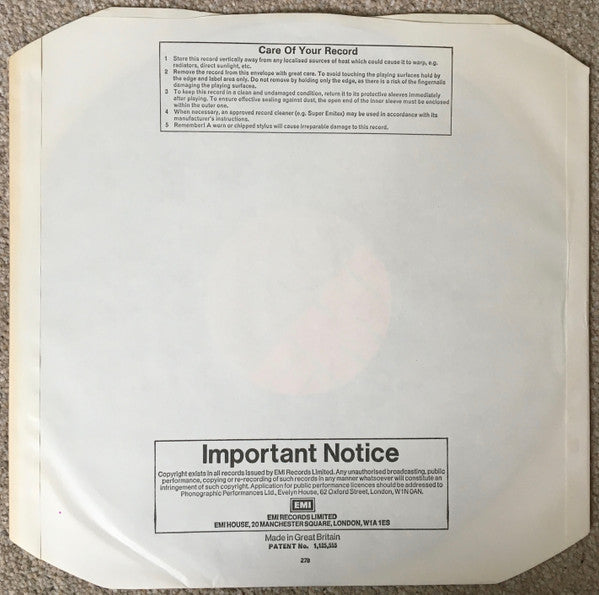 Care Of Your Record
1 Store this record vertically away from any localised sources of heat which could cause it to warp, e.g.
radiators, direct sunlight, etc.
2 Remove the record from this envelope with great care. To avoid touching the playing surfaces hold by
the edge and label area only. Do not remove by holding only the edge, as there is a risk of the fingernails
damaging the playing surfaces.
3 To keep this record in a clean and undamaged condition, return it to its protective sleeves immediately
after playing. To ensure effective sealing against dust, the open end of the inner sleeve must be enclosed
within the outer one.
4 When necessary, an approved record cleaner (e.g. Super Emitex) may be used in accordance with its
manufacturer's instructions.
5 Remember! A worn or chipped stylus will cause irreparable damage to this record.
Important Notice
Copyright exists in all records issued by EMI Records Limited. Any unauthorised broadcasting, public
performance, copying or re-recording of such records in any manner whatsoever will constitute an
infringement of such copyright. Application for public performance licences should be addressed to
Phonographic Performances Ltd., Evelyn House, 62 Oxford Street, London, W1N 0AN.
EMI
EMI RECORDS LIMITED
EMI HOUSE, 20 MANCHESTER SQUARE, LONDON, W1A 1ES
Made in Great Britain
PATENT No. 1,125,555
278